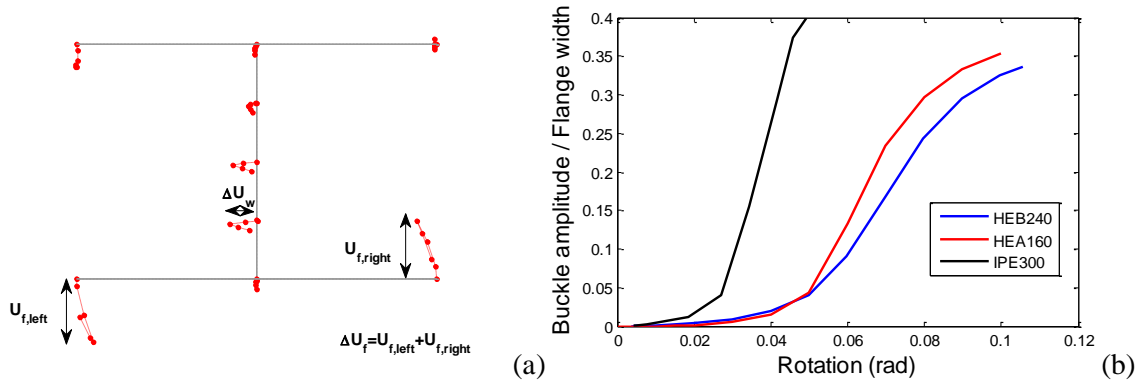 ΔU_w
U_f,right
U_f,left
ΔU_f=U_f,left+U_f,right
(a)
Buckle amplitude / Flange width
0.4
0.35
0.3
0.25
0.2
0.15
0.1
0.05
0
0 0.02 0.04 0.06 0.08 0.1 0.12
Rotation (rad)
HEB240
HEA160
IPE300
(b)